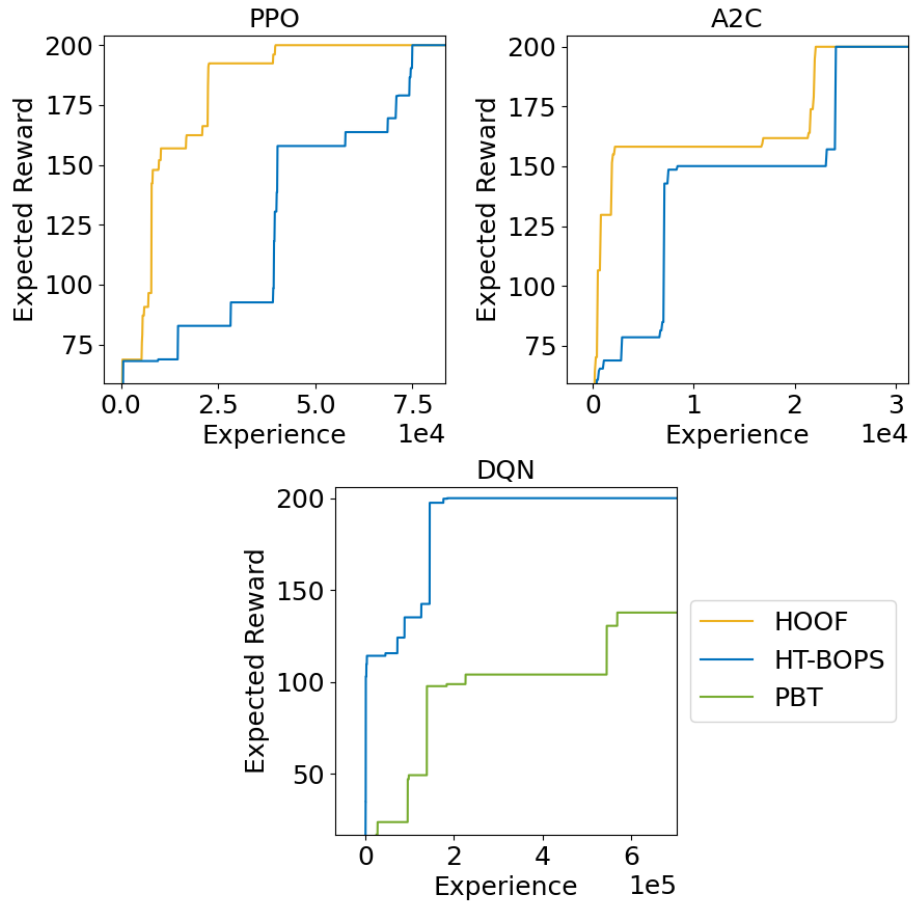 PPO
200
175
150
125
100
75
Expected Reward
0.0 2.5 5.0 7.5
Experience 1e4
A2C
200
175
150
125
100
75
Expected Reward
0 1 2 3
Experience 1e4
DQN
200
150
100
50
Expected Reward
0 2 4 6
Experience 1e5
HOOF
HT-BOPS
PBT